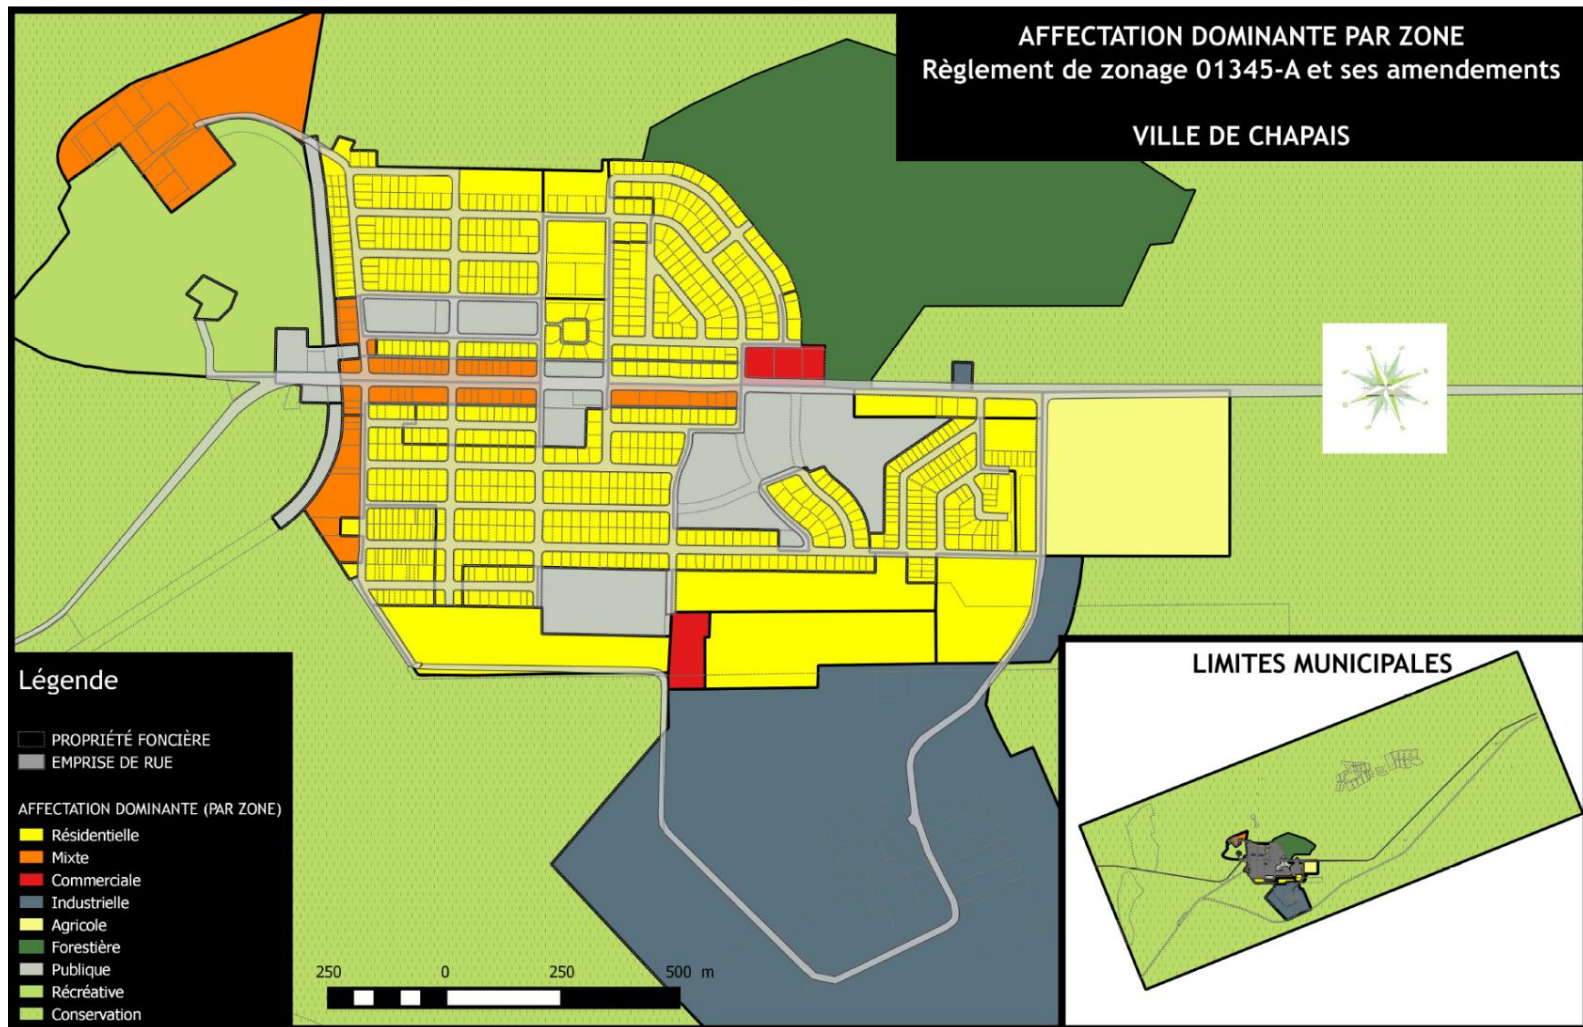 AFFECTATION DOMINANTE PAR ZONE
Règlement de zonage 01345-A et ses amendements
VILLE DE CHAPAIS
Légende
PROPRIÉTÉ FONCIÈRE
EMPRISE DE RUE
AFFECTATION DOMINANTE (PAR ZONE)
Résidentielle
Mixte
Commerciale
Industrielle
Agricole
Forestière
Publique
Récréative
Conservation
250 0 250 500 m
LIMITES MUNICIPALES